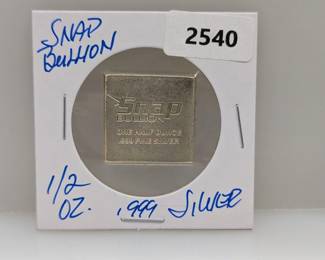 SNAP
BULLION
2540
Snap
BULLION
ONE HALF OUNCE
.999 FINE SILVER
1/2
OZ.
.999 SILVER